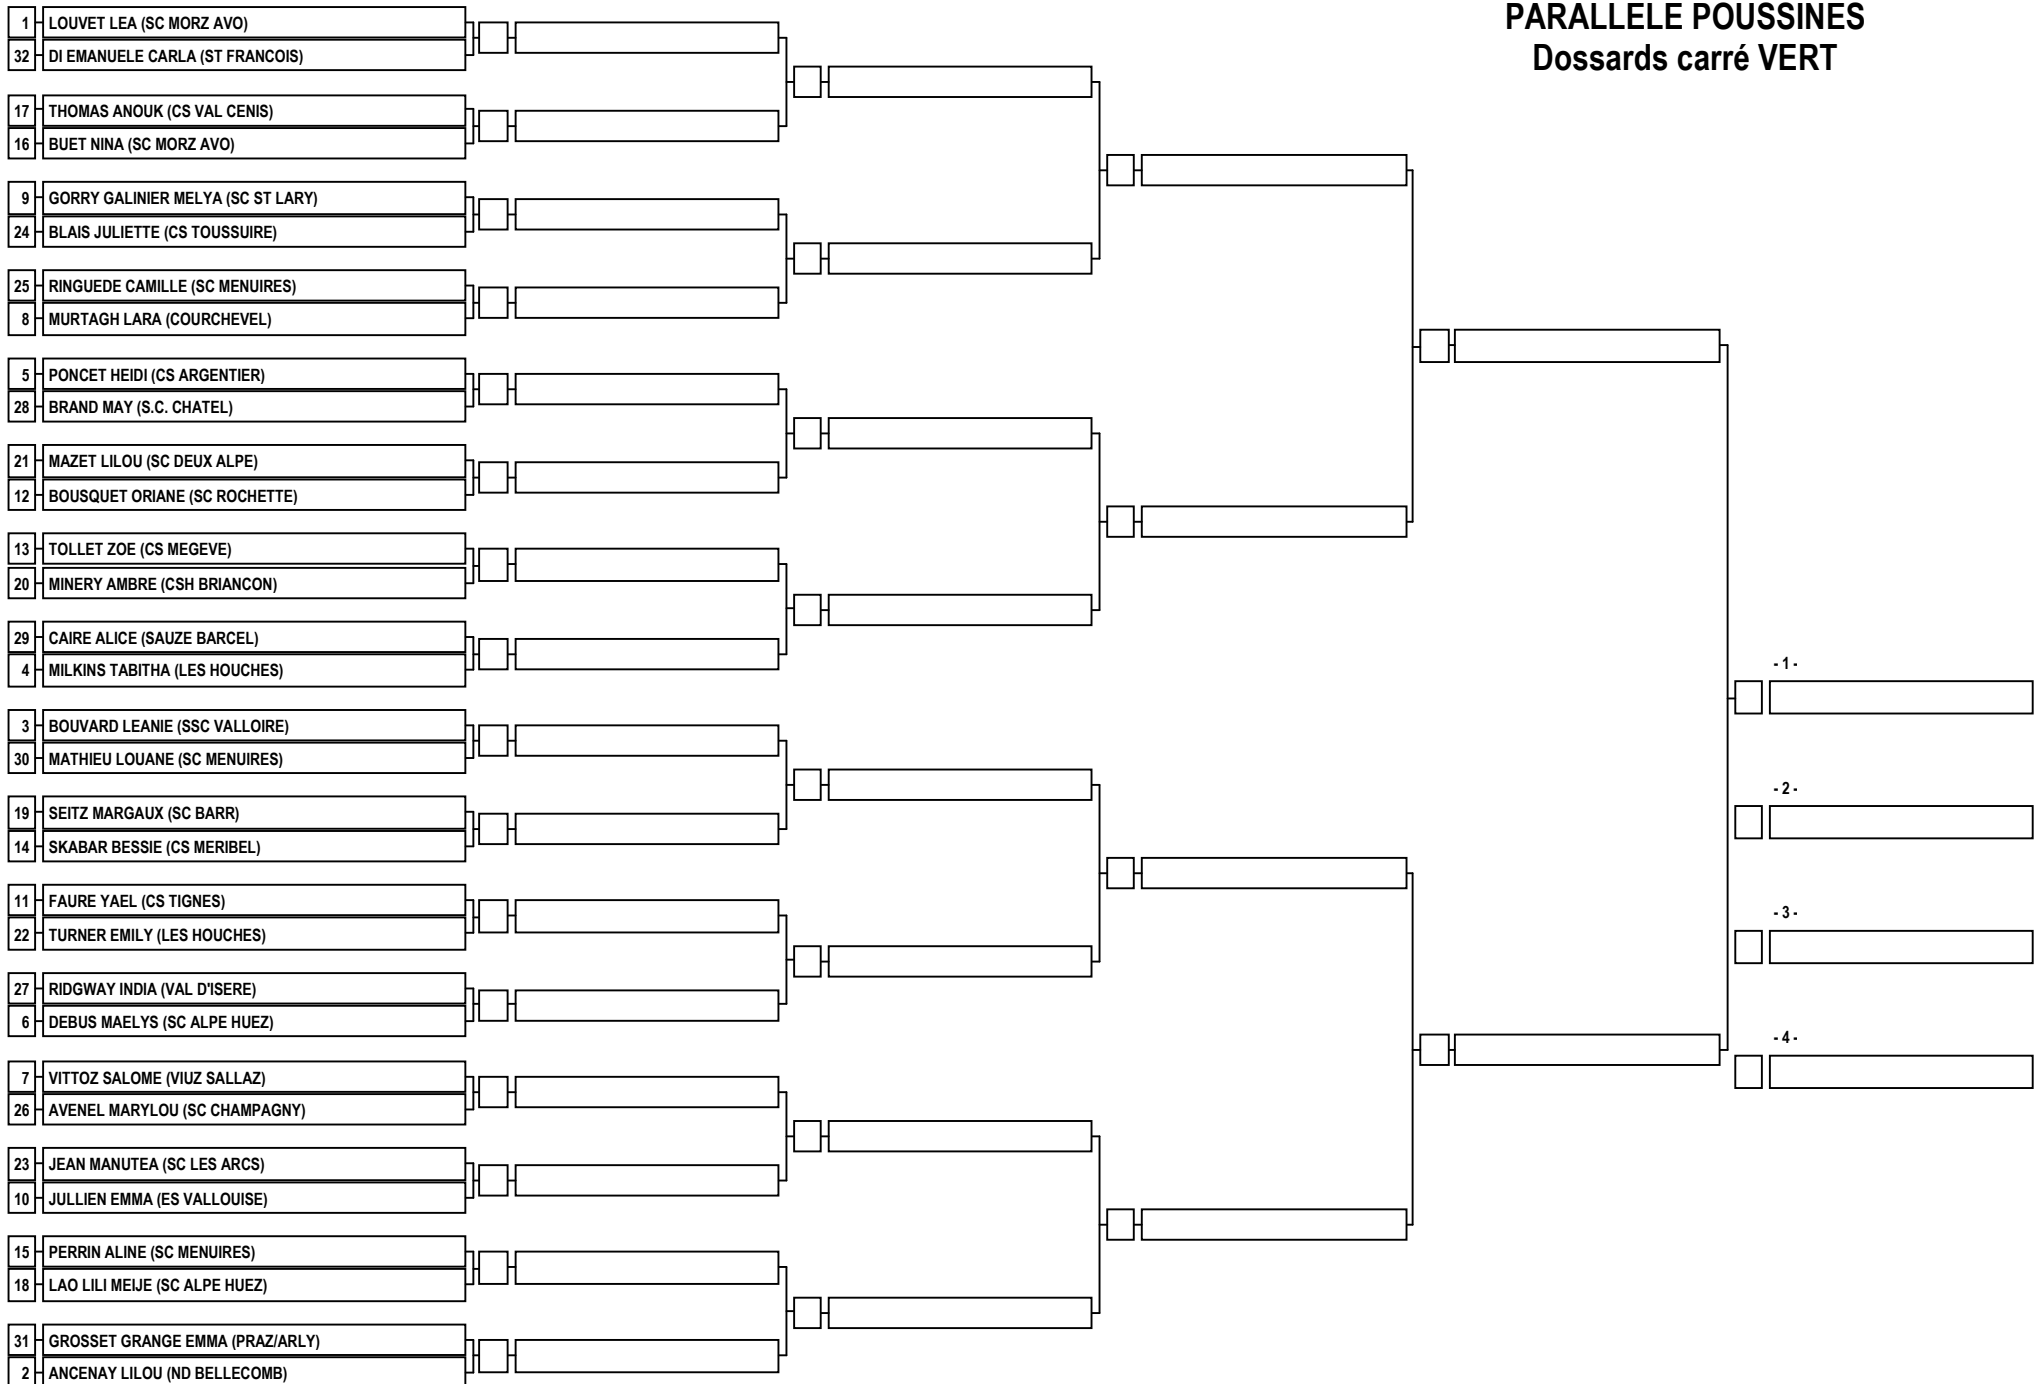 PARALLELE POUSSINES
Dossards carré VERT
1 LOUVET LEA (SC MORZ AVO)
32 DI EMANUELE CARLA (ST FRANCOIS)
17 THOMAS ANOUK (CS VAL CENIS)
16 BUET NINA (SC MORZ AVO)
9 GORRY GALINIER MELYA (SC ST LARY)
24 BLAIS JULIETTE (CS TOUSSUIRE)
25 RINGUEDE CAMILLE (SC MENUIRES)
8 MURTAGH LARA (COURCHEVEL)
5 PONCET HEIDI (CS ARGENTIER)
28 BRAND MAY (S.C. CHATEL)
21 MAZET LILOU (SC DEUX ALPE)
12 BOUSQUET ORIANE (SC ROCHETTE)
13 TOLLET ZOE (CS MEGEVE)
20 MINERY AMBRE (CSH BRIANCON)
29 CAIRE ALICE (SAUZE BARCEL)
4 MILKINS TABITHA (LES HOUCHES)
3 BOUVARD LEANIE (SSC VALLOIRE)
30 MATHIEU LOUANE (SC MENUIRES)
19 SEITZ MARGAUX (SC BARR)
14 SKABAR BESSIE (CS MERIBEL)
11 FAURE YAEL (CS TIGNES)
22 TURNER EMILY (LES HOUCHES)
27 RIDGWAY INDIA (VAL D'ISERE)
6 DEBUS MAELYS (SC ALPE HUEZ)
7 VITTOZ SALOME (VIUZ SALLAZ)
26 AVENEL MARYLOU (SC CHAMPAGNY)
23 JEAN MANUTEA (SC LES ARCS)
10 JULLIEN EMMA (ES VALLOUISE)
15 PERRIN ALINE (SC MENUIRES)
18 LAO LILI MEIJE (SC ALPE HUEZ)
31 GROSSET GRANGE EMMA (PRAZ/ARLY)
2 ANCENAY LILOU (ND BELLECOMB)
- 1 -
- 2 -
- 3 -
- 4 -